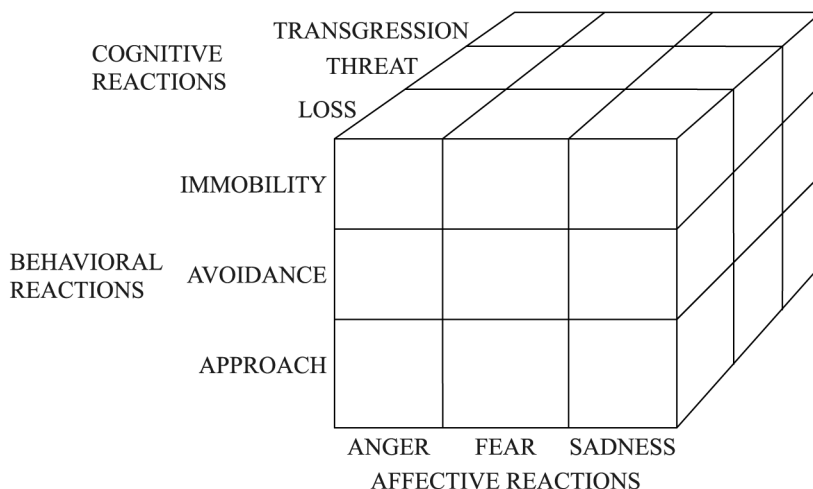 TRANSGRESSION
COGNITIVE
REACTIONS
THREAT
LOSS
IMMOBILITY
BEHAVIORAL
REACTIONS
AVOIDANCE
APPROACH
ANGER FEAR SADNESS
AFFECTIVE REACTIONS